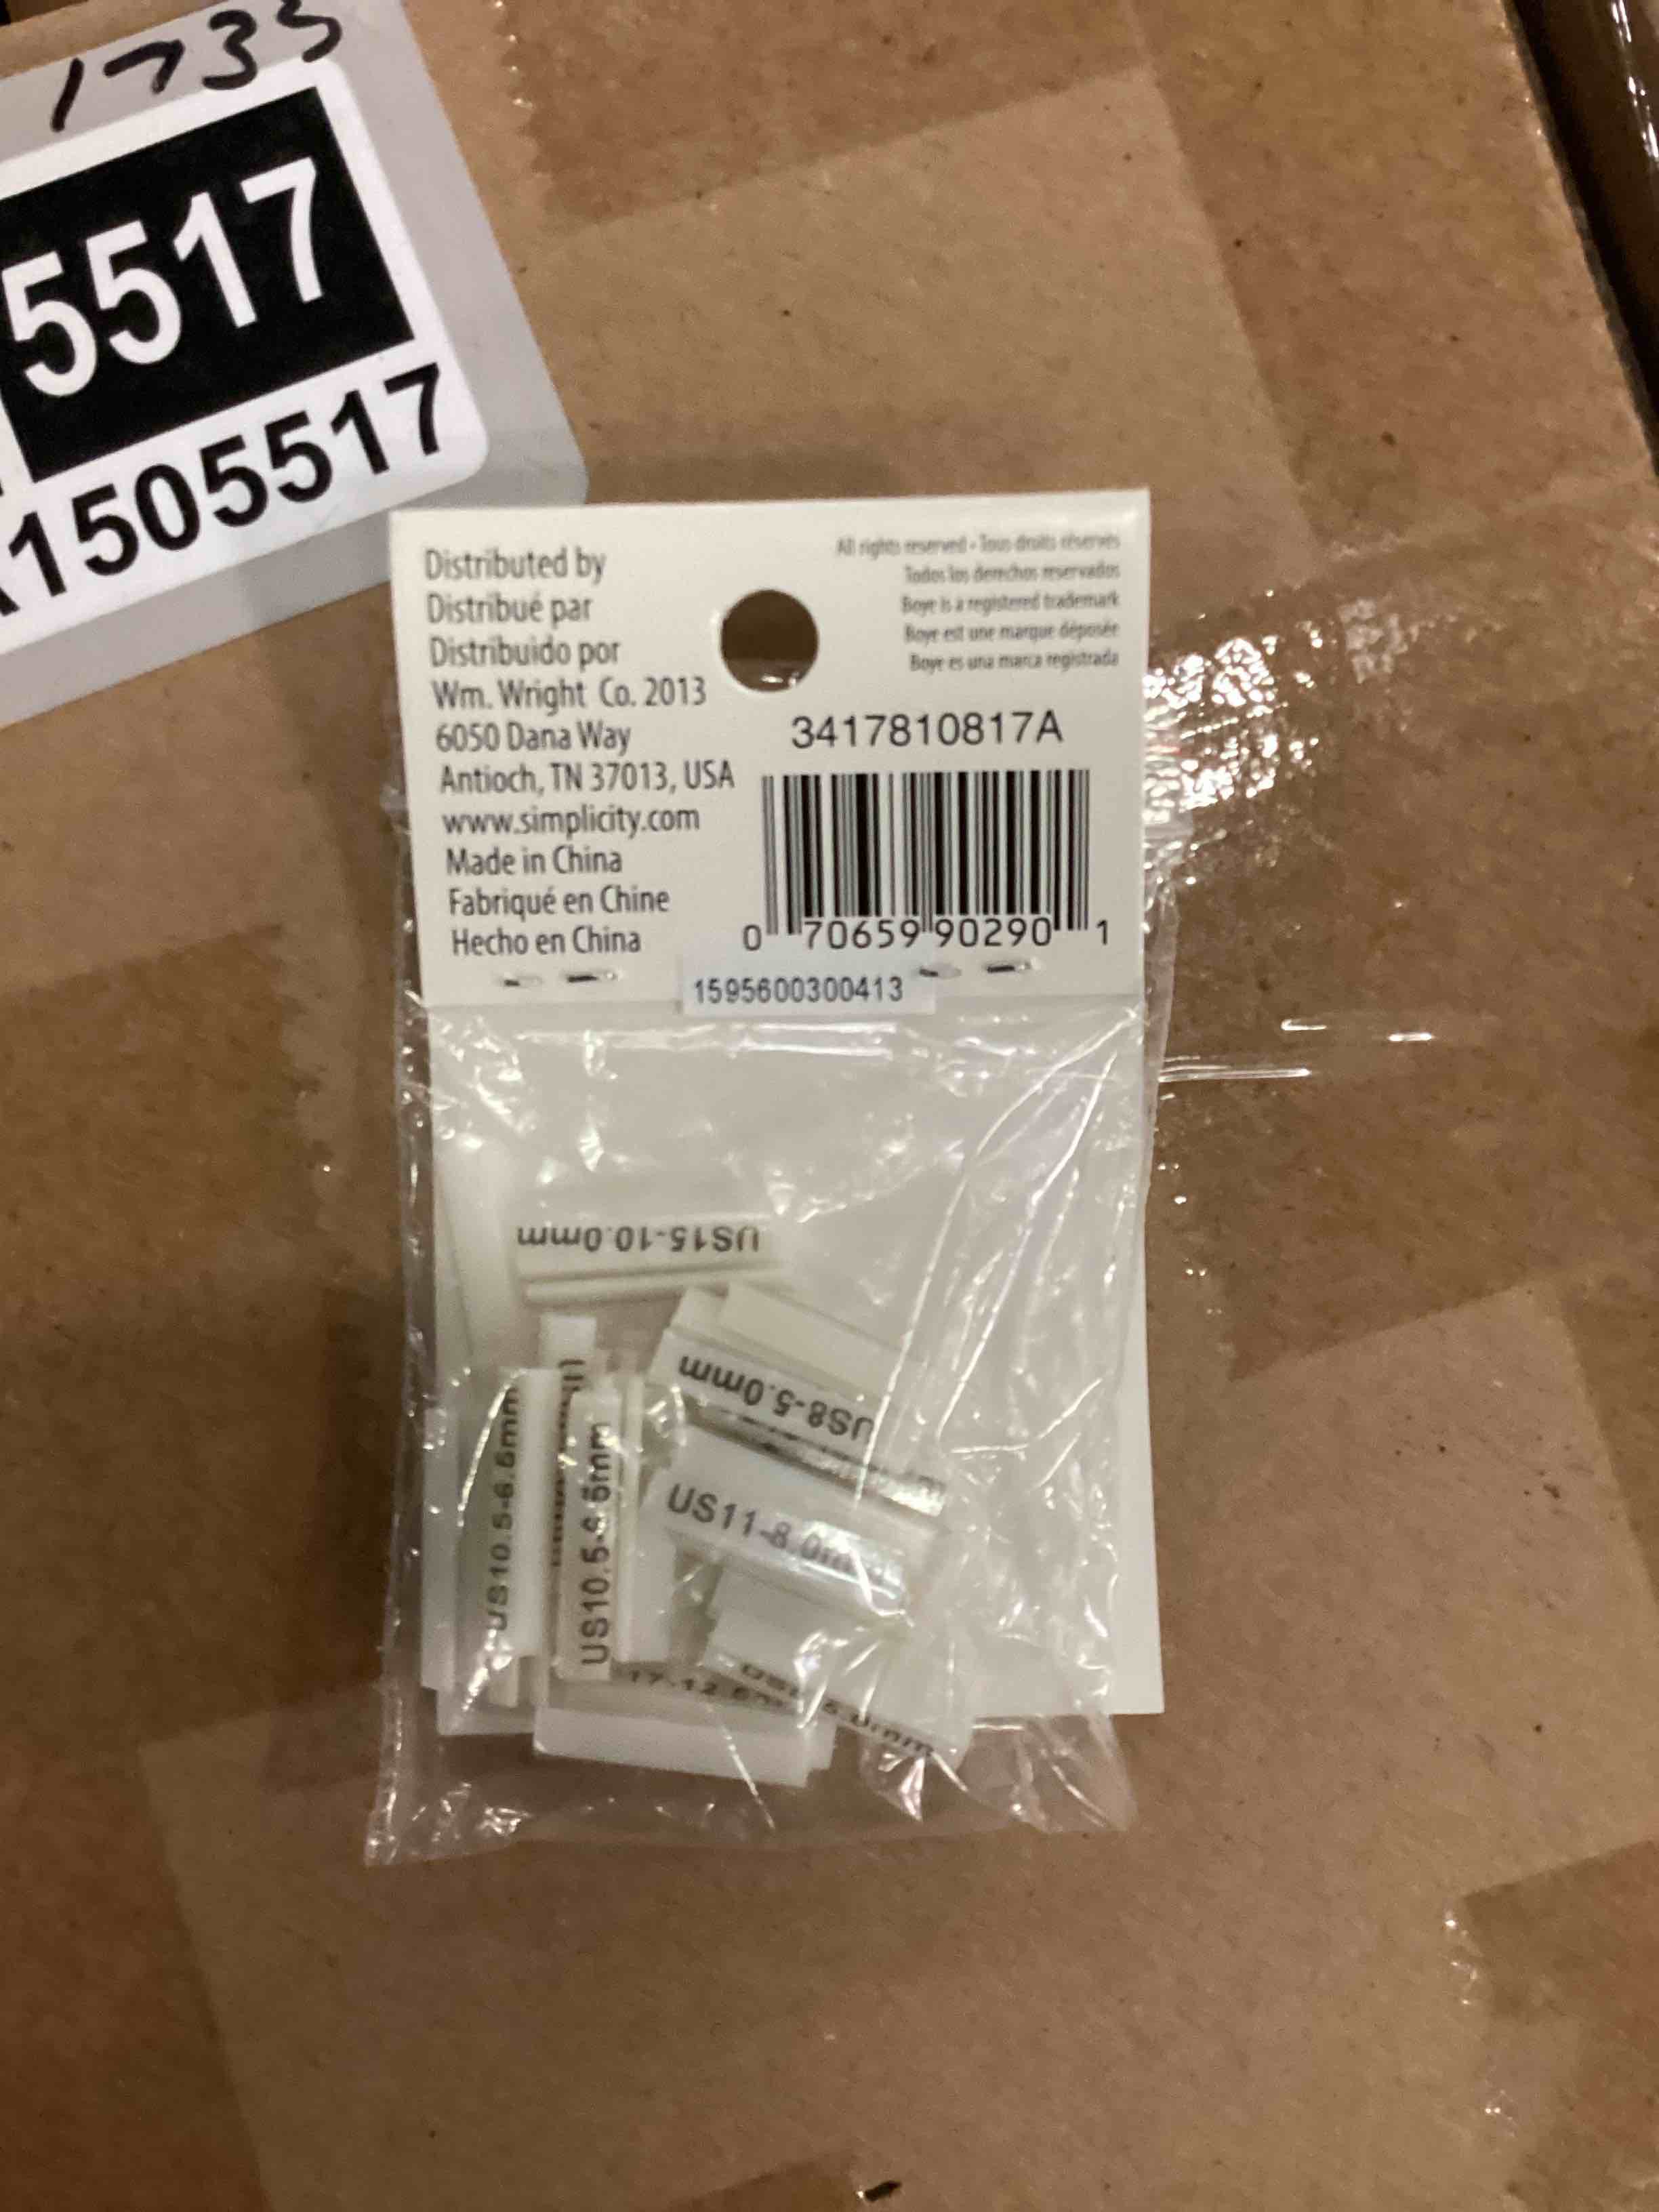 1735
5517
1505517
Distributed by
Distribué par
Distribuido por
Wm. Wright Co. 2013
6050 Dana Way
Antioch, TN 37013, USA
www.simplicity.com
Made in China
Fabriqué en Chine
Hecho en China
All rights reserved - Tous droits réservés
Todos los derechos reservados
Boye is a registered trademark
Boye est une marque déposée
Boye es una marca registrada
3417810817A
0 70659 90290 1
1595600300413
US15-10.0mm
US8-5.0mm
US10.5-6.5mm
US10.5-6.5mm
US11-8.0m